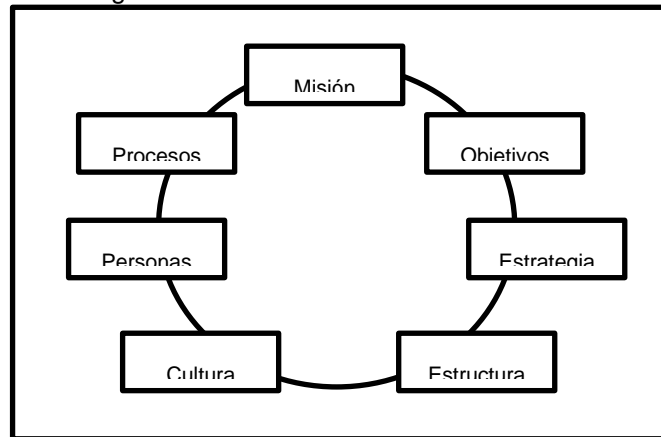 Misión
Procesos
Objetivos
Personas
Estrategia
Cultura
Estructura